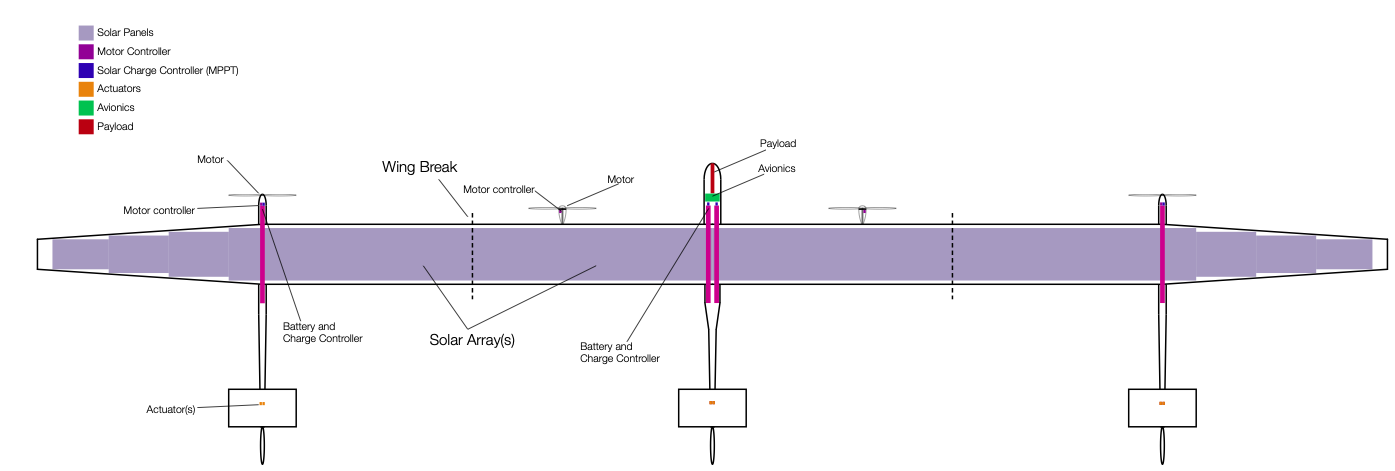 Solar Panels
Motor Controller
Solar Charge Controller (MPPT)
Actuators
Avionics
Payload
Payload
Motor
Wing Break
Avionics
Motor
Motor controller
Motor controller
Battery and
Charge Controller
Solar Array(s)
Battery and
Charge Controller
Actuator(s)